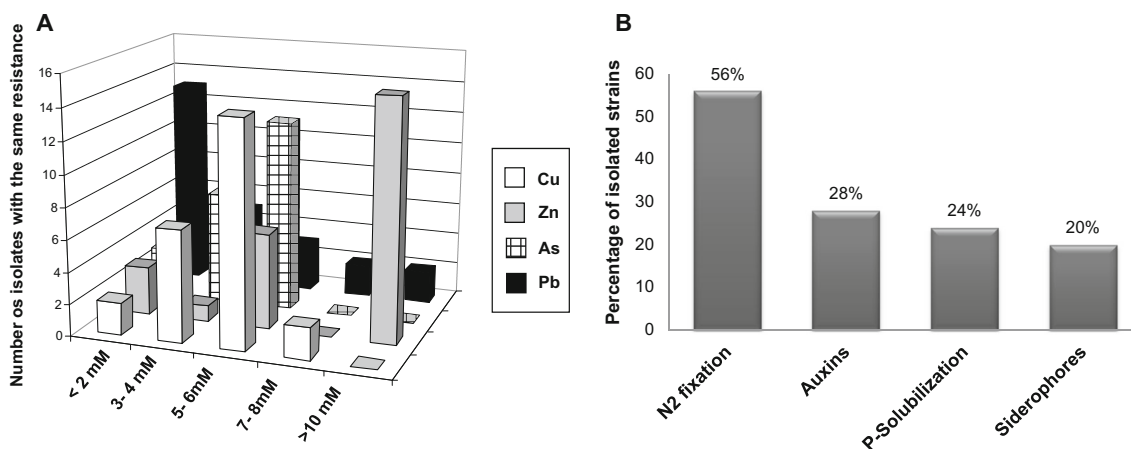 A
Number os isolates with the same resistance
16
14
12
10
8
6
4
2
0
< 2 mM
3- 4 mM
5- 6mM
7- 8mM
>10 mM
Cu
Zn
As
Pb
B
Percentage of isolated strains
60
50
40
30
20
10
0
56%
28%
24%
20%
N2 fixation
Auxins
P-Solubilization
Siderophores